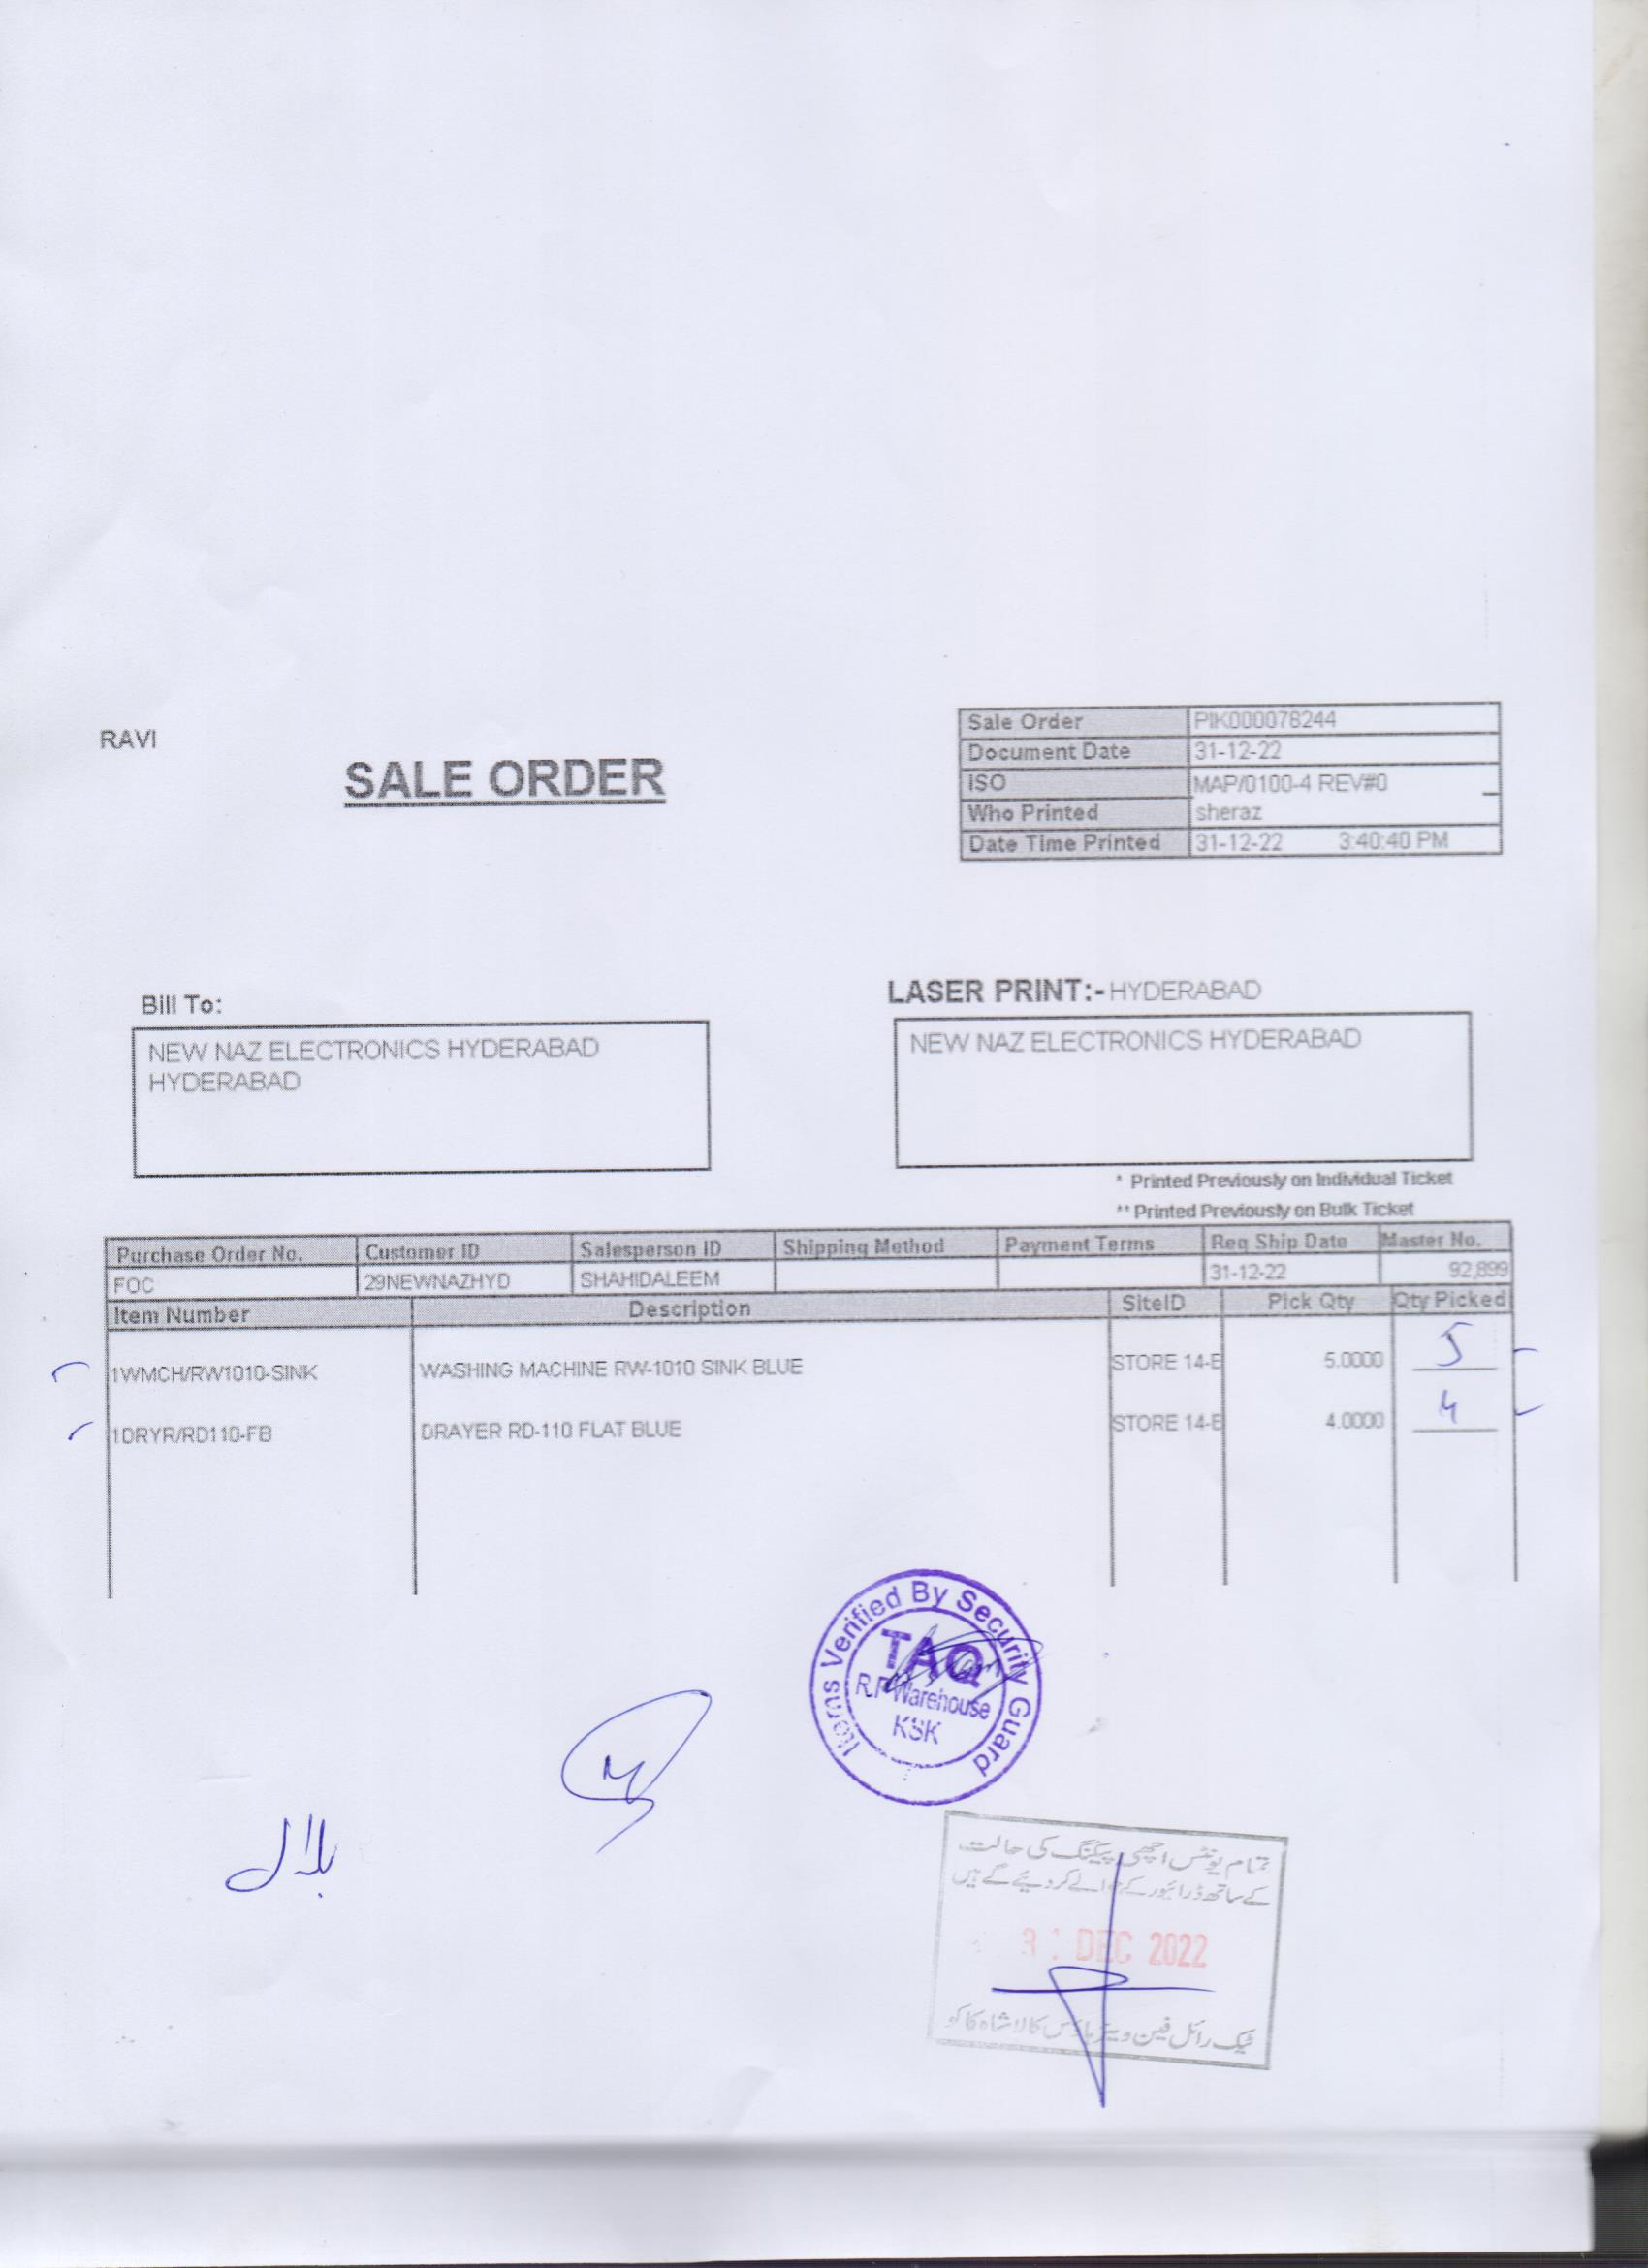 RAVI
SALE ORDER
Sale Order PIK000078244
Document Date 31-12-22
ISO MAP/0100-4 REV#0
Who Printed sheraz
Date Time Printed 31-12-22 3:40:40 PM
Bill To:
NEW NAZ ELECTRONICS HYDERABAD
HYDERABAD
LASER PRINT:- HYDERABAD
NEW NAZ ELECTRONICS HYDERABAD
* Printed Previously on Individual Ticket
** Printed Previously on Bulk Ticket
Purchase Order No. Customer ID Salesperson ID Shipping Method Payment Terms Req Ship Date Master No.
FOC 29NEWNAZHYD SHAHIDALEEM 31-12-22 92,899
Item Number Description SiteID Pick Qty Qty Picked
1WMCH/RW1010-SINK WASHING MACHINE RW-1010 SINK BLUE STORE 14-E 5.0000 5
1DRYR/RD110-FB DRAYER RD-110 FLAT BLUE STORE 14-E 4.0000 4
Items Verified By Security Guard
TAQ
R.F Warehouse
KSK
بلال
تمام یونٹس اچھی پیکنگ کی حالت
کے ساتھ ڈرائیور کے حوالے کر دیئے گئے ہیں
DEC 2022
ٹیک رائل فین ویئر ہاؤس کالا شاہ کاکو